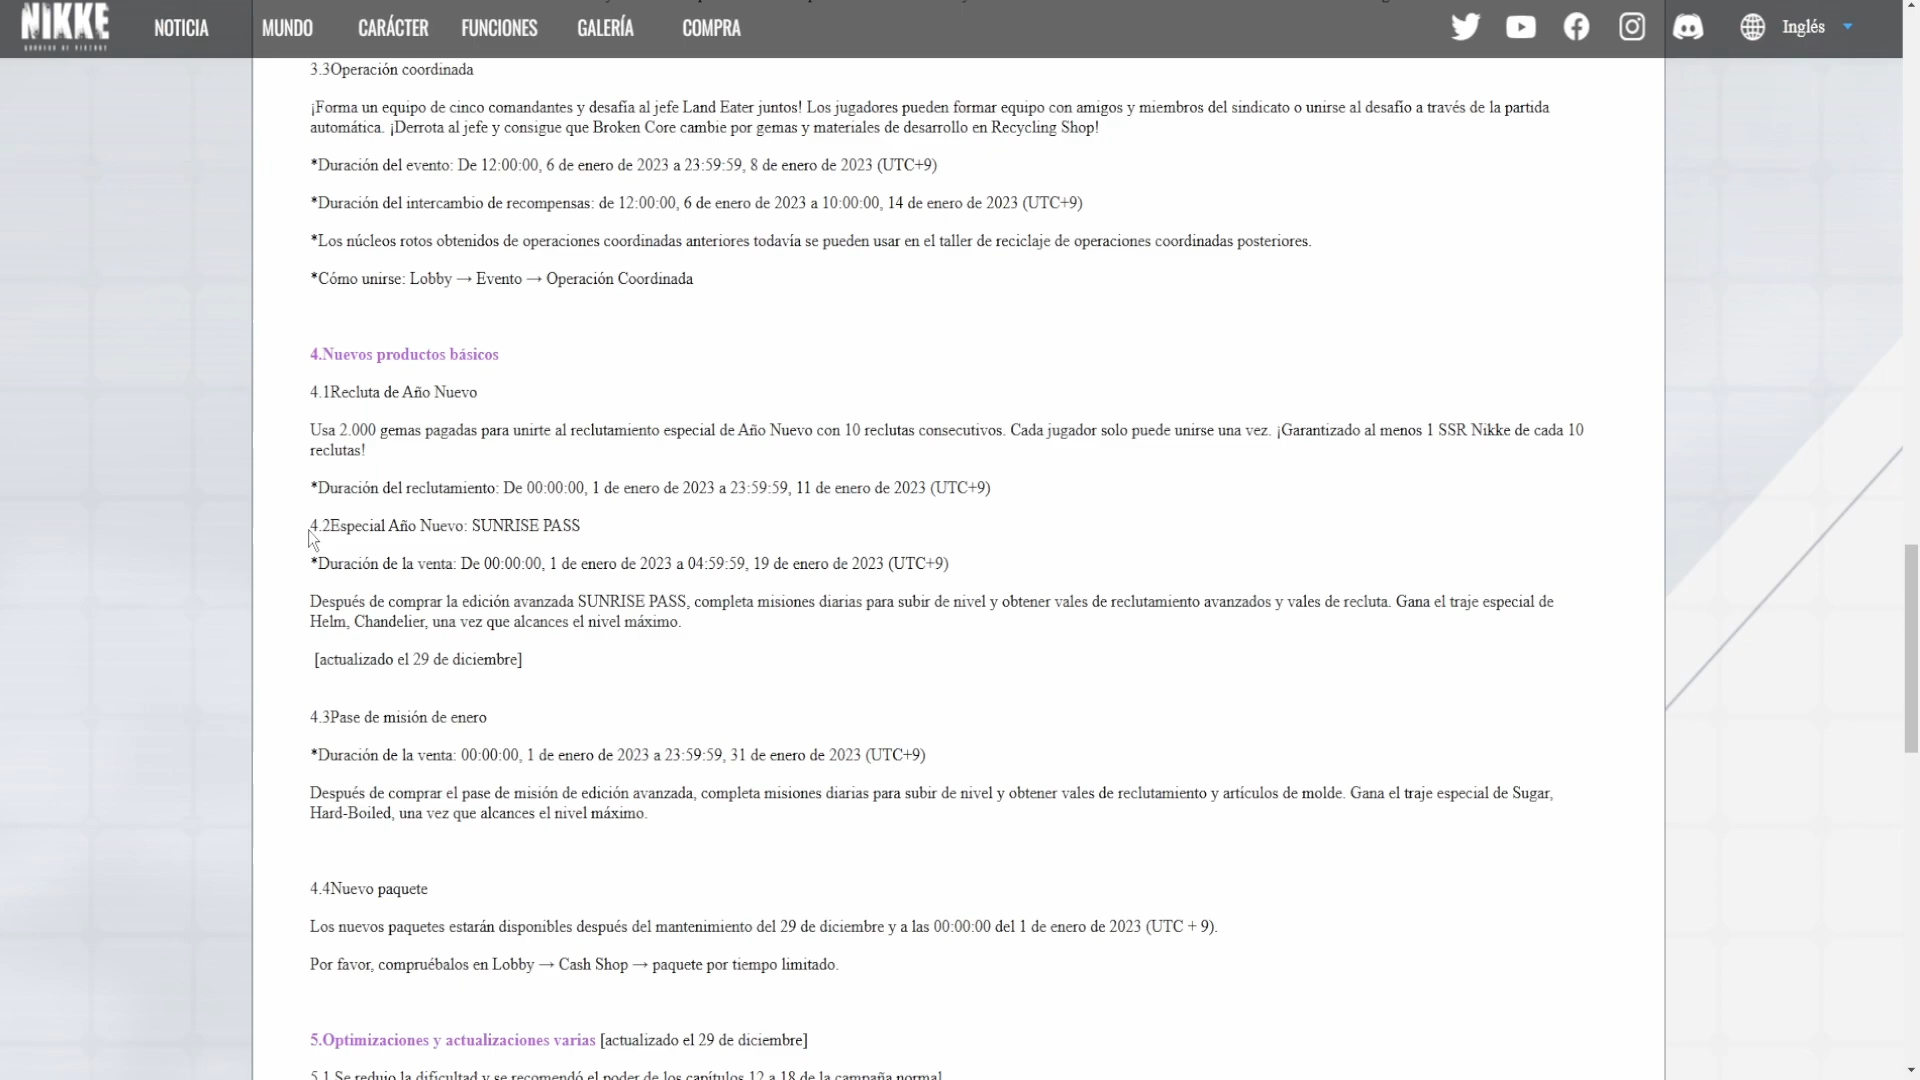 NIKKE
NOTICIA MUNDO CARÁCTER FUNCIONES GALERÍA COMPRA Inglés
3.3Operación coordinada
¡Forma un equipo de cinco comandantes y desafía al jefe Land Eater juntos! Los jugadores pueden formar equipo con amigos y miembros del sindicato o unirse al desafío a través de la partida
automática. ¡Derrota al jefe y consigue que Broken Core cambie por gemas y materiales de desarrollo en Recycling Shop!
*Duración del evento: De 12:00:00, 6 de enero de 2023 a 23:59:59, 8 de enero de 2023 (UTC+9)
*Duración del intercambio de recompensas: de 12:00:00, 6 de enero de 2023 a 10:00:00, 14 de enero de 2023 (UTC+9)
*Los núcleos rotos obtenidos de operaciones coordinadas anteriores todavía se pueden usar en el taller de reciclaje de operaciones coordinadas posteriores.
*Cómo unirse: Lobby → Evento → Operación Coordinada
4.Nuevos productos básicos
4.1Recluta de Año Nuevo
Usa 2.000 gemas pagadas para unirte al reclutamiento especial de Año Nuevo con 10 reclutas consecutivos. Cada jugador solo puede unirse una vez. ¡Garantizado al menos 1 SSR Nikke de cada 10
reclutas!
*Duración del reclutamiento: De 00:00:00, 1 de enero de 2023 a 23:59:59, 11 de enero de 2023 (UTC+9)
4.2Especial Año Nuevo: SUNRISE PASS
*Duración de la venta: De 00:00:00, 1 de enero de 2023 a 04:59:59, 19 de enero de 2023 (UTC+9)
Después de comprar la edición avanzada SUNRISE PASS, completa misiones diarias para subir de nivel y obtener vales de reclutamiento avanzados y vales de recluta. Gana el traje especial de
Helm, Chandelier, una vez que alcances el nivel máximo.
[actualizado el 29 de diciembre]
4.3Pase de misión de enero
*Duración de la venta: 00:00:00, 1 de enero de 2023 a 23:59:59, 31 de enero de 2023 (UTC+9)
Después de comprar el pase de misión de edición avanzada, completa misiones diarias para subir de nivel y obtener vales de reclutamiento y artículos de molde. Gana el traje especial de Sugar,
Hard-Boiled, una vez que alcances el nivel máximo.
4.4Nuevo paquete
Los nuevos paquetes estarán disponibles después del mantenimiento del 29 de diciembre y a las 00:00:00 del 1 de enero de 2023 (UTC + 9).
Por favor, compruébalos en Lobby → Cash Shop → paquete por tiempo limitado.
5.Optimizaciones y actualizaciones varias [actualizado el 29 de diciembre]
5.1 Se redujo la dificultad y se recomendó el poder de los capítulos 12 a 18 de la campaña normal